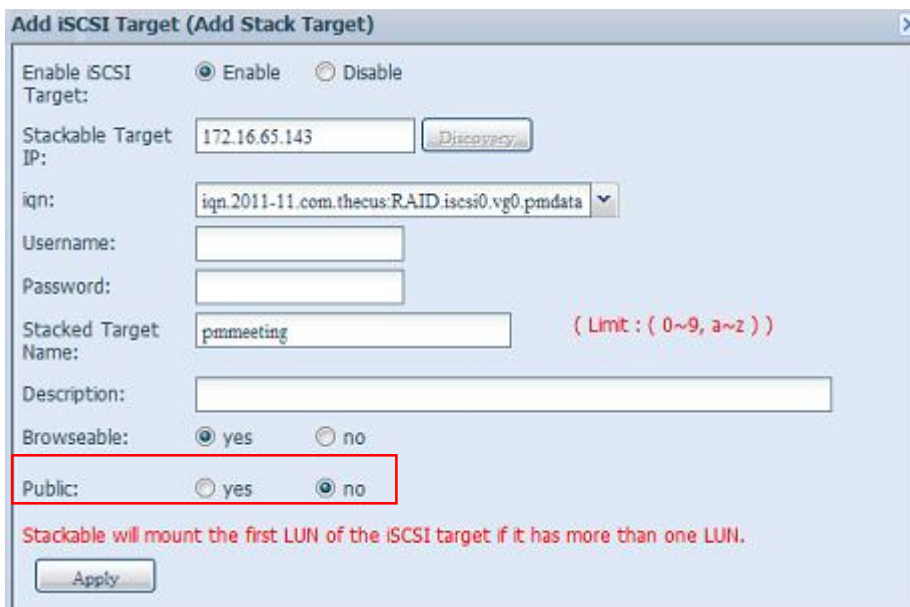 Add iSCSI Target (Add Stack Target)
Enable iSCSI Target: Enable Disable
Stackable Target IP: 172.16.65.143 Discovery
iqn: iqn.2011-11.com.thecus:RAID.iscsi0.vg0.pmdata
Username:
Password:
Stacked Target Name: pmmeeting ( Limit : ( 0~9, a~z ) )
Description:
Browseable: yes no
Public: yes no
Stackable will mount the first LUN of the iSCSI target if it has more than one LUN.
Apply